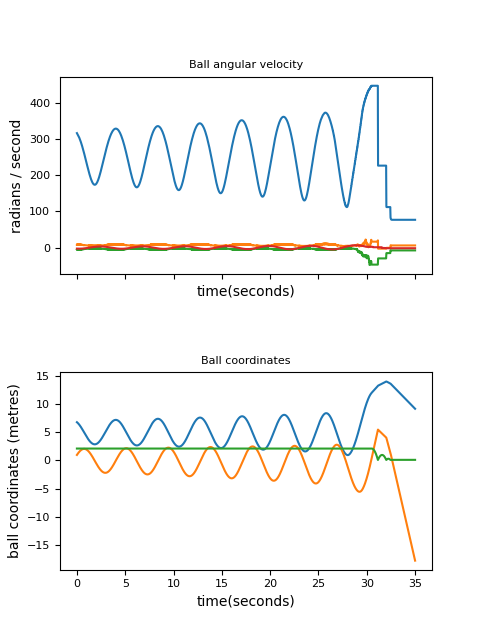 Ball angular velocity
400
300
200
100
0
radians / second
time(seconds)
Ball coordinates
15
10
5
0
−5
−10
−15
ball coordinates (metres)
0 5 10 15 20 25 30 35
time(seconds)